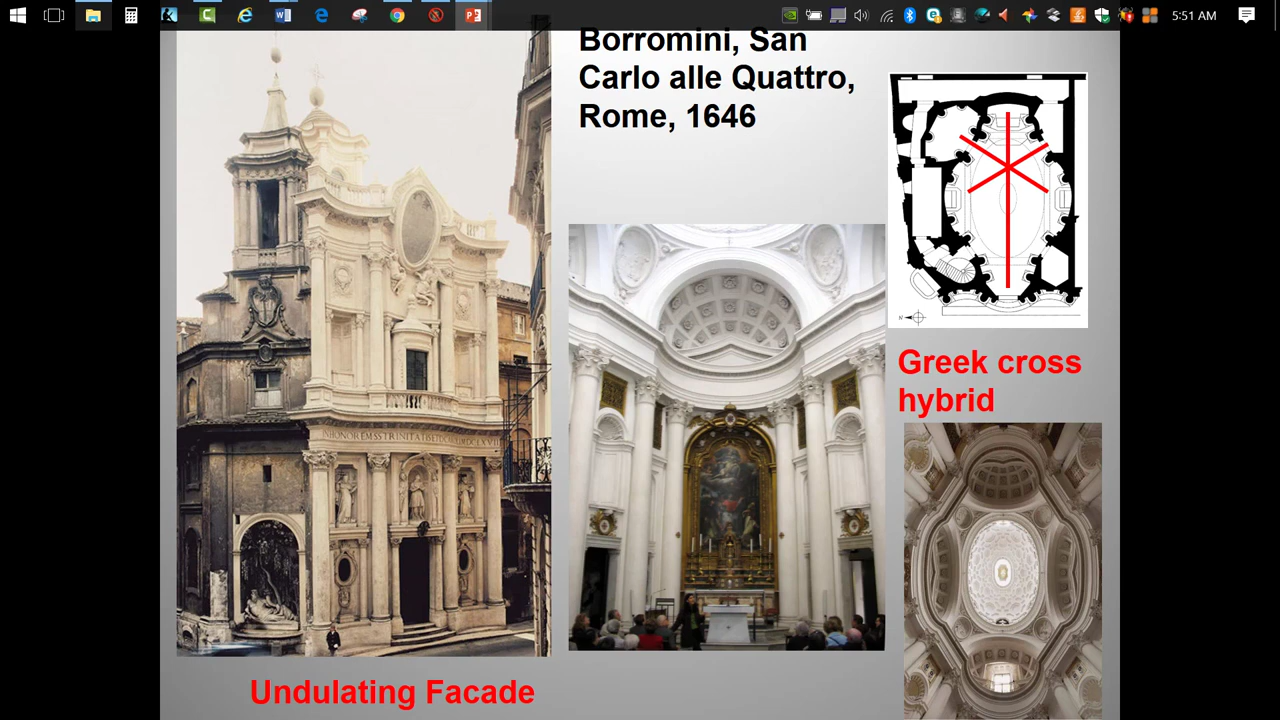 5:51 AM
Borromini, San
Carlo alle Quattro,
Rome, 1646
N
Greek cross
hybrid
Undulating Facade